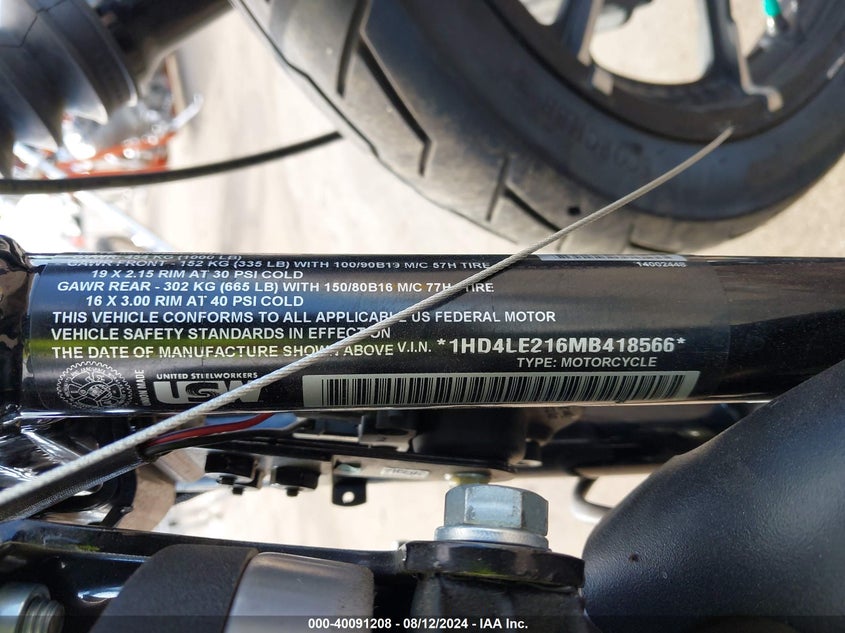 GAWR FRONT - 152 KG (335 LB) WITH 100/90B19 M/C 57H TIRE
19 X 2.15 RIM AT 30 PSI COLD
GAWR REAR - 302 KG (665 LB) WITH 150/80B16 M/C 77H TIRE
16 X 3.00 RIM AT 40 PSI COLD
THIS VEHICLE CONFORMS TO ALL APPLICABLE US FEDERAL MOTOR
VEHICLE SAFETY STANDARDS IN EFFECT ON
THE DATE OF MANUFACTURE SHOWN ABOVE V.I.N. *1HD4LE216MB418566*
TYPE: MOTORCYCLE
14002448
UNITED STEELWORKERS
UNION MADE
USW
000-40091208 - 08/12/2024 - IAA Inc.